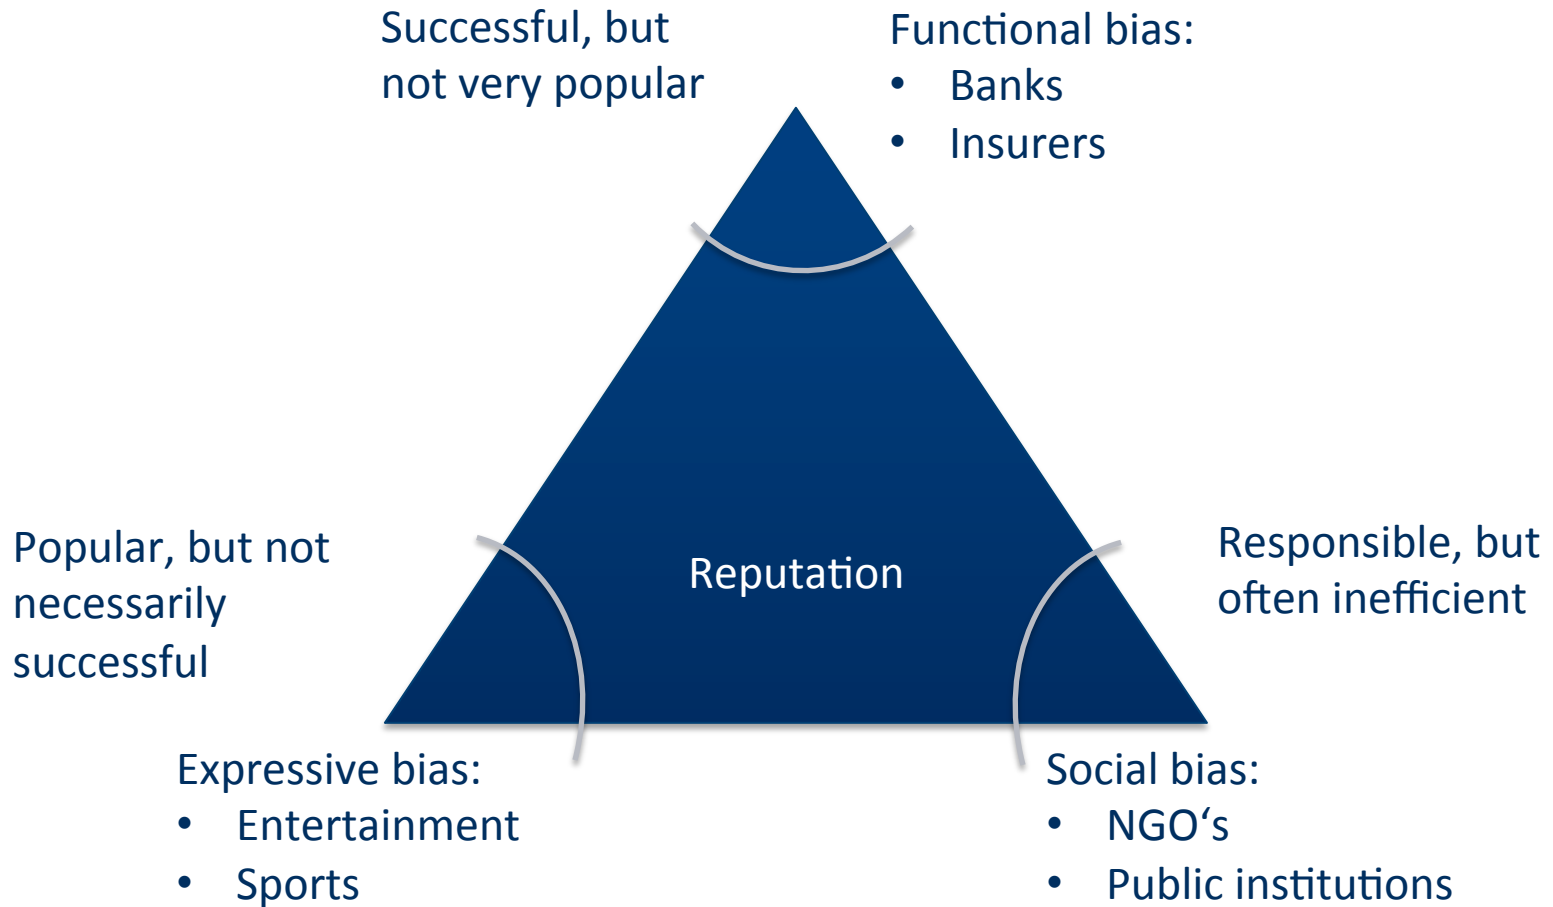 Successful, but
not very popular
Functional bias:
• Banks
• Insurers
Popular, but not
necessarily
successful
Reputation
Responsible, but
often inefficient
Expressive bias:
• Entertainment
• Sports
Social bias:
• NGO‘s
• Public institutions